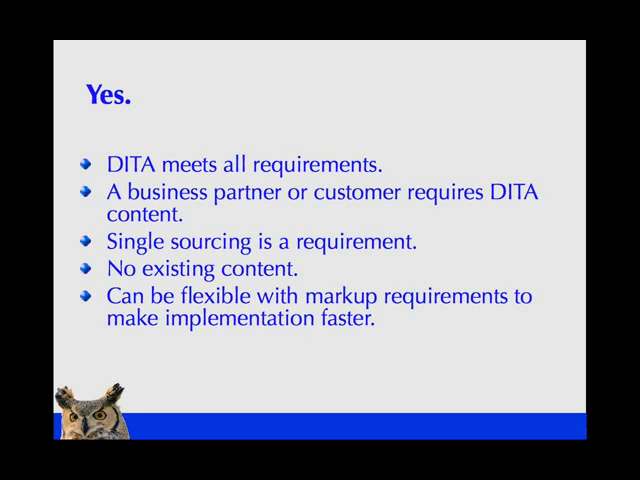 Yes.
DITA meets all requirements.
A business partner or customer requires DITA
content.
Single sourcing is a requirement.
No existing content.
Can be flexible with markup requirements to
make implementation faster.